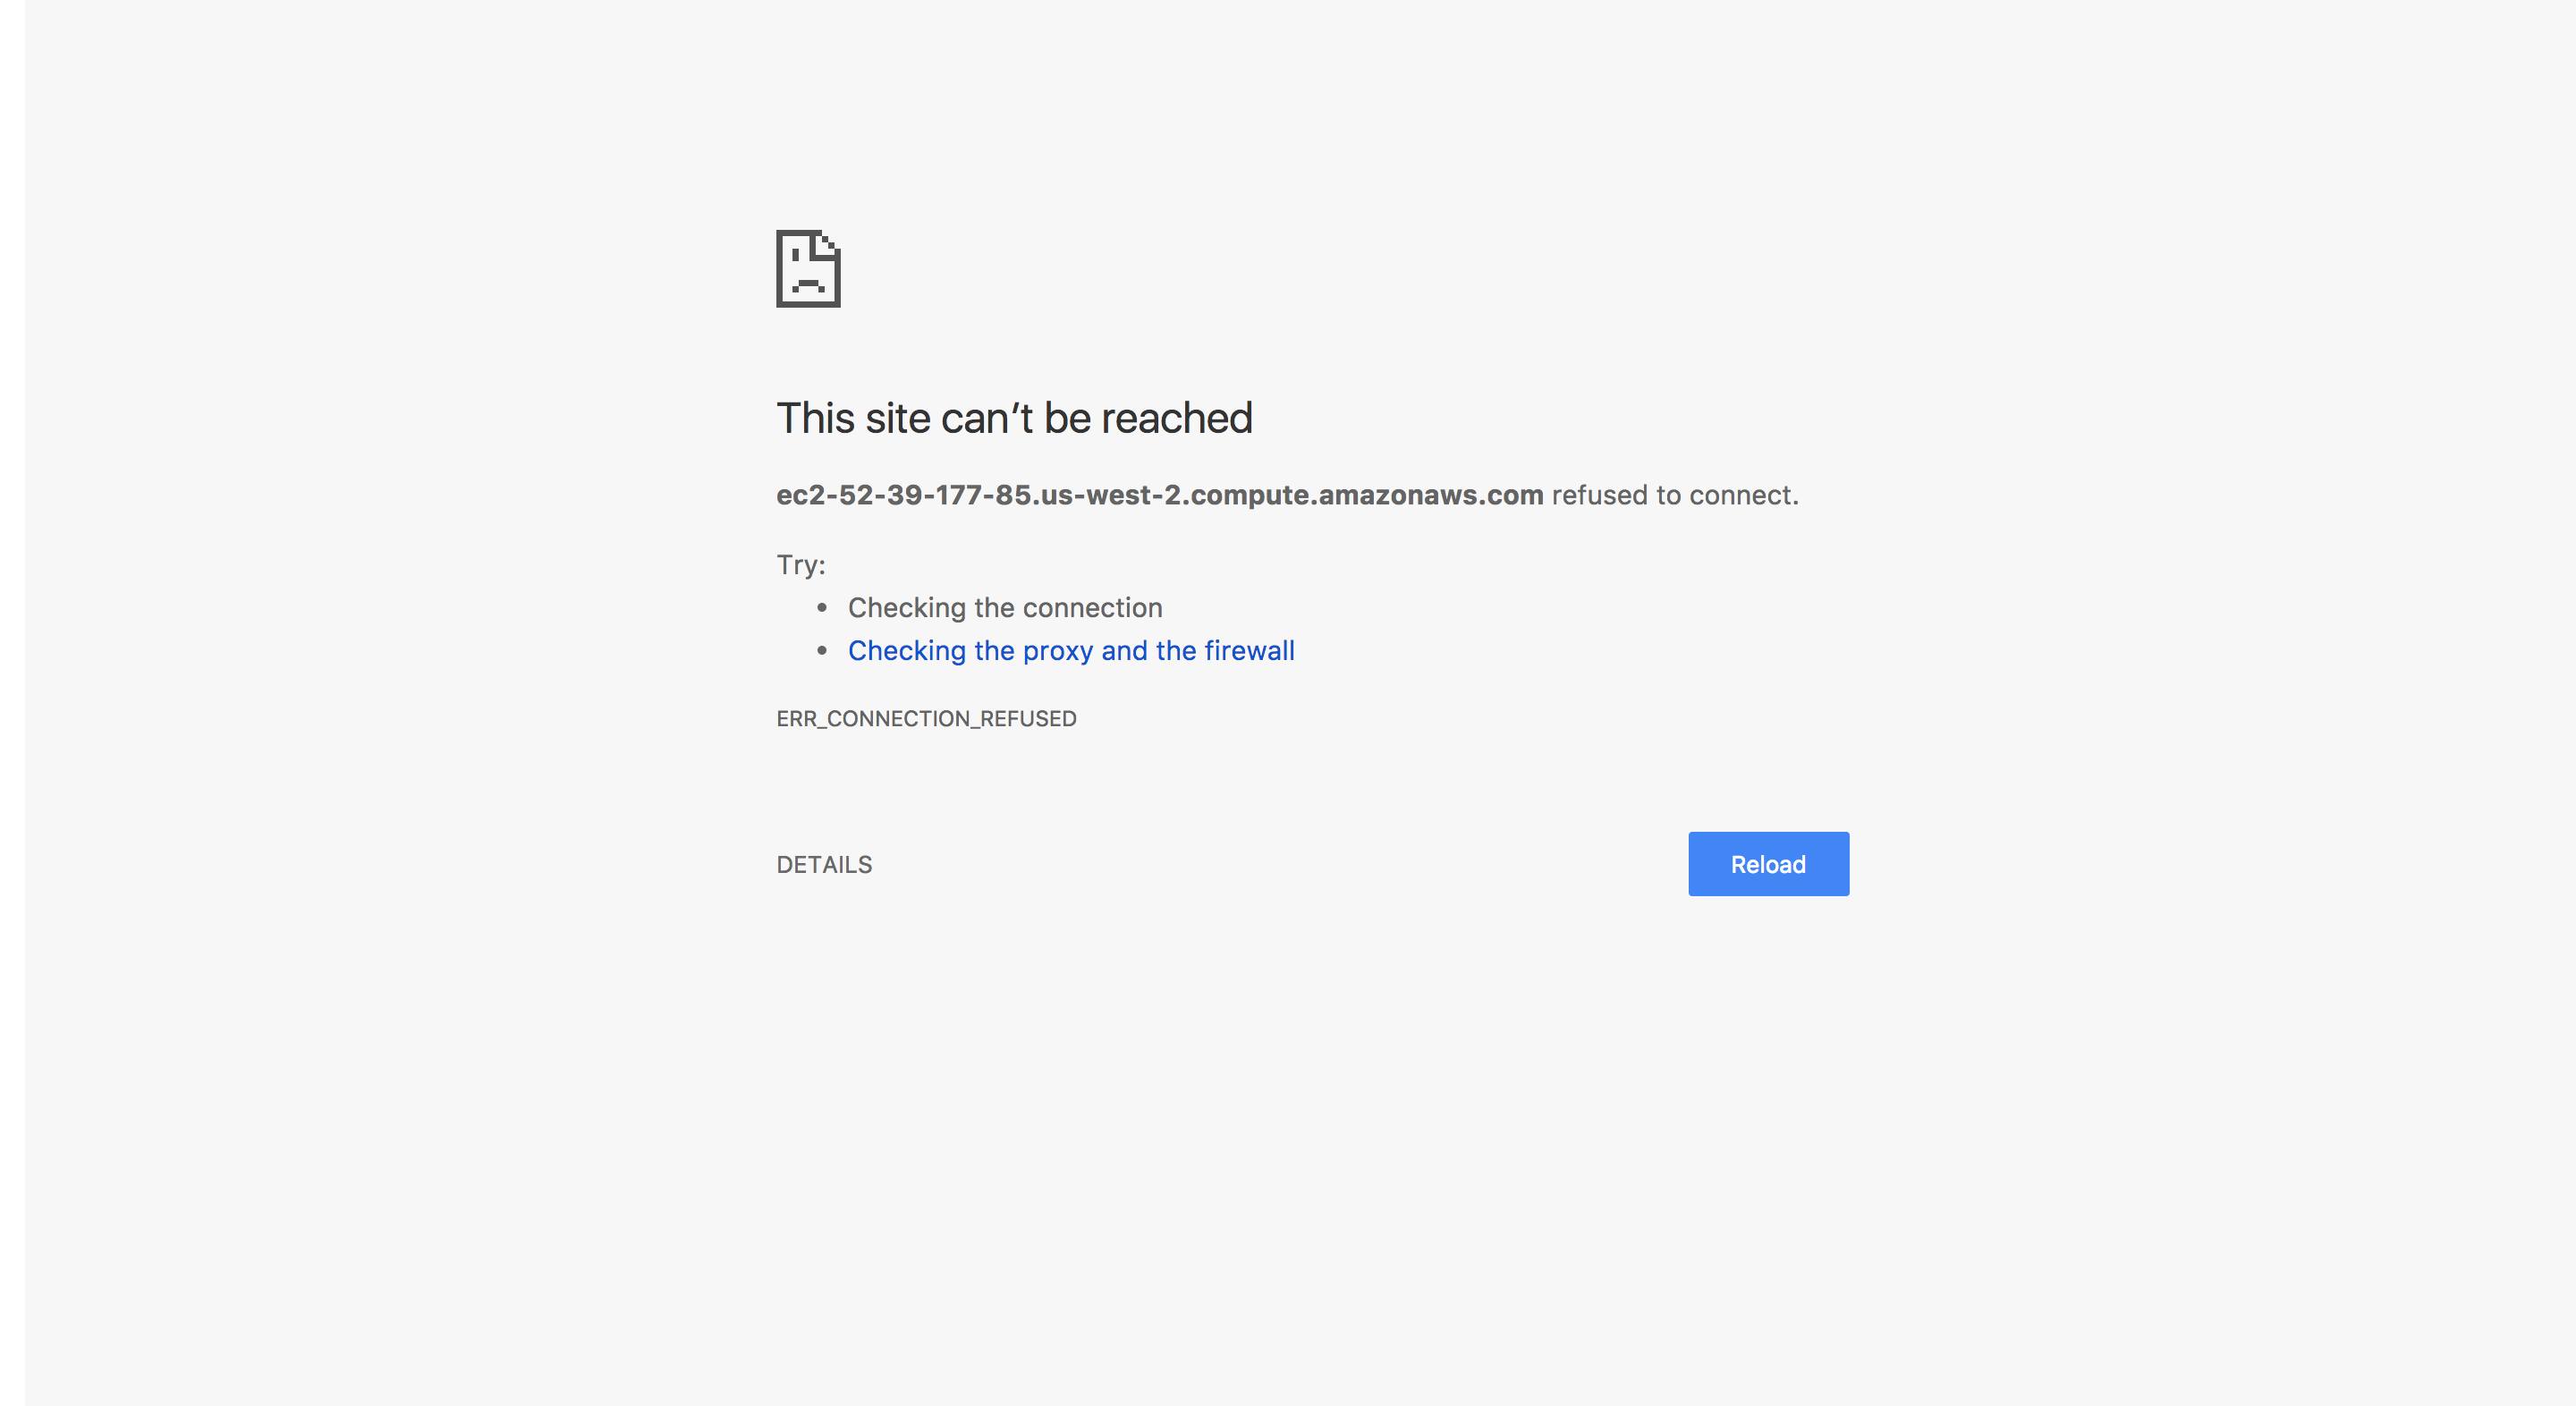 This site can’t be reached
ec2-52-39-177-85.us-west-2.compute.amazonaws.com refused to connect.
Try:
• Checking the connection
• Checking the proxy and the firewall
ERR_CONNECTION_REFUSED
DETAILS
Reload